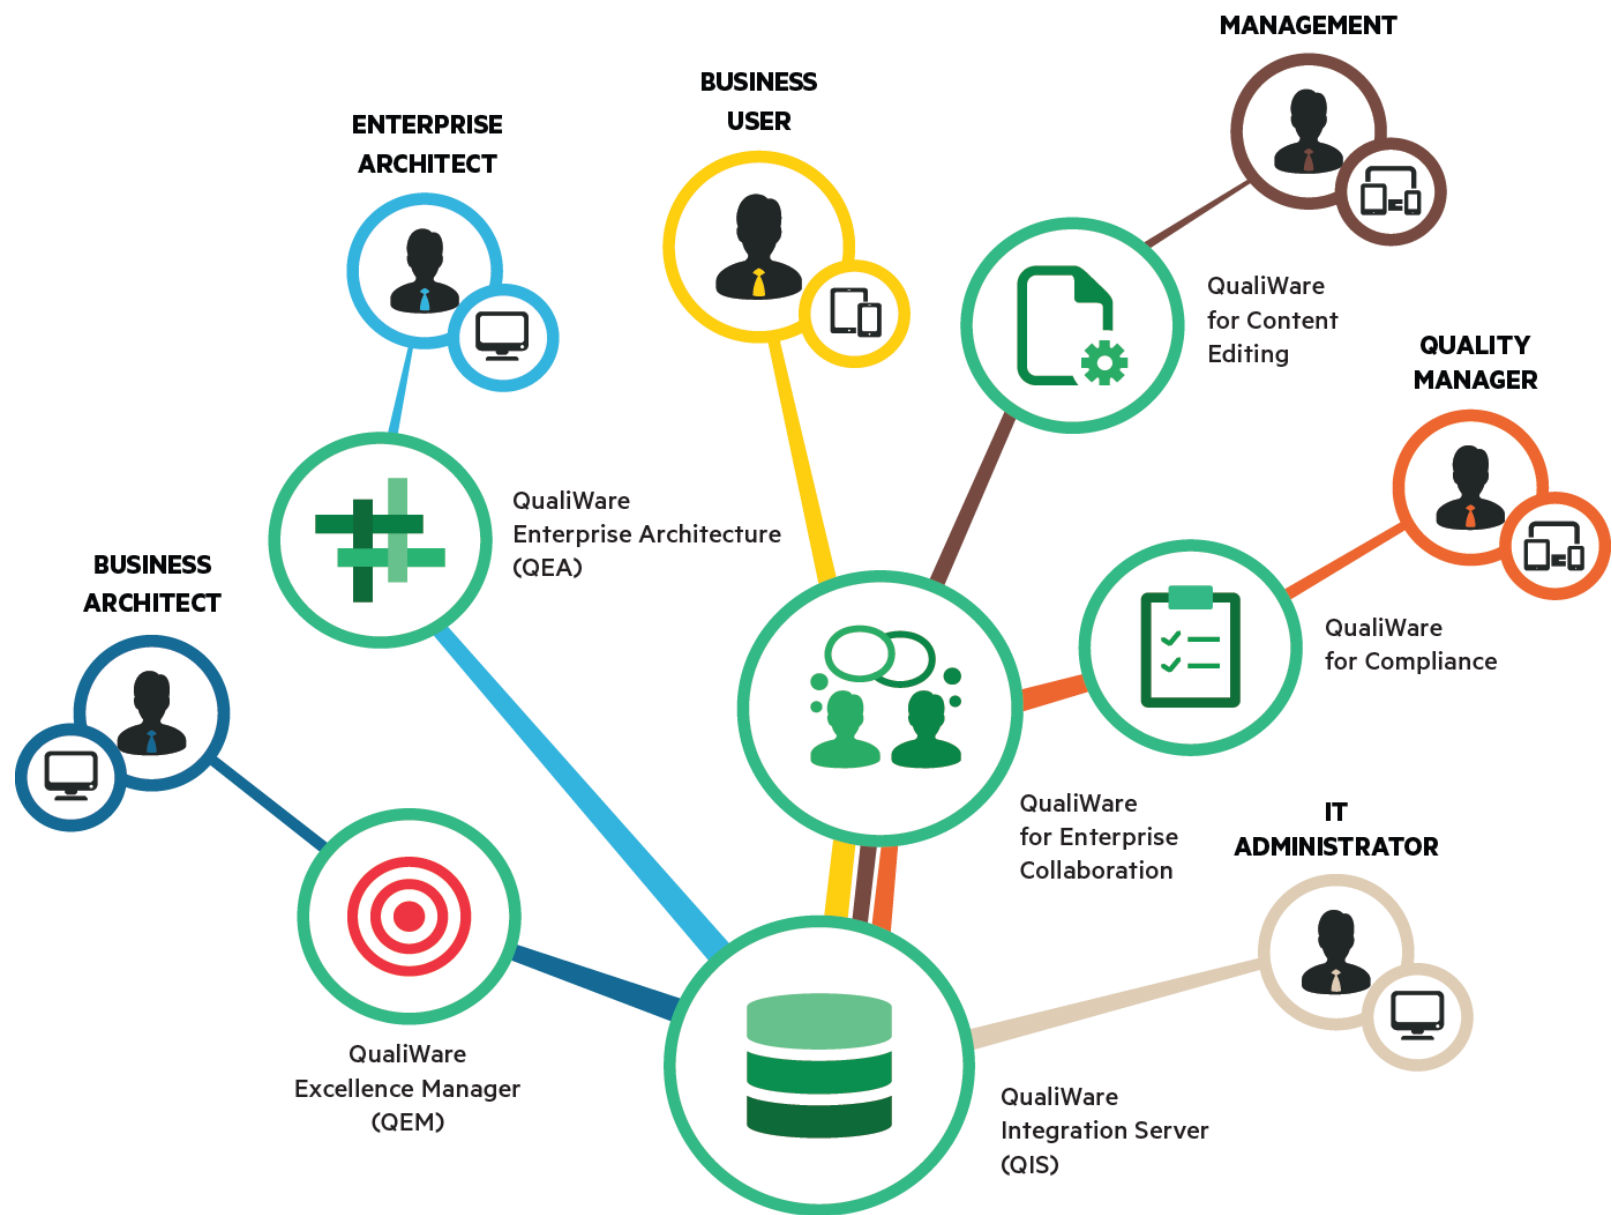 MANAGEMENT
BUSINESS
USER
ENTERPRISE
ARCHITECT
QualiWare
for Content
Editing
QUALITY
MANAGER
QualiWare
Enterprise Architecture
(QEA)
BUSINESS
ARCHITECT
QualiWare
for Compliance
QualiWare
for Enterprise
Collaboration
IT
ADMINISTRATOR
QualiWare
Excellence Manager
(QEM)
QualiWare
Integration Server
(QIS)